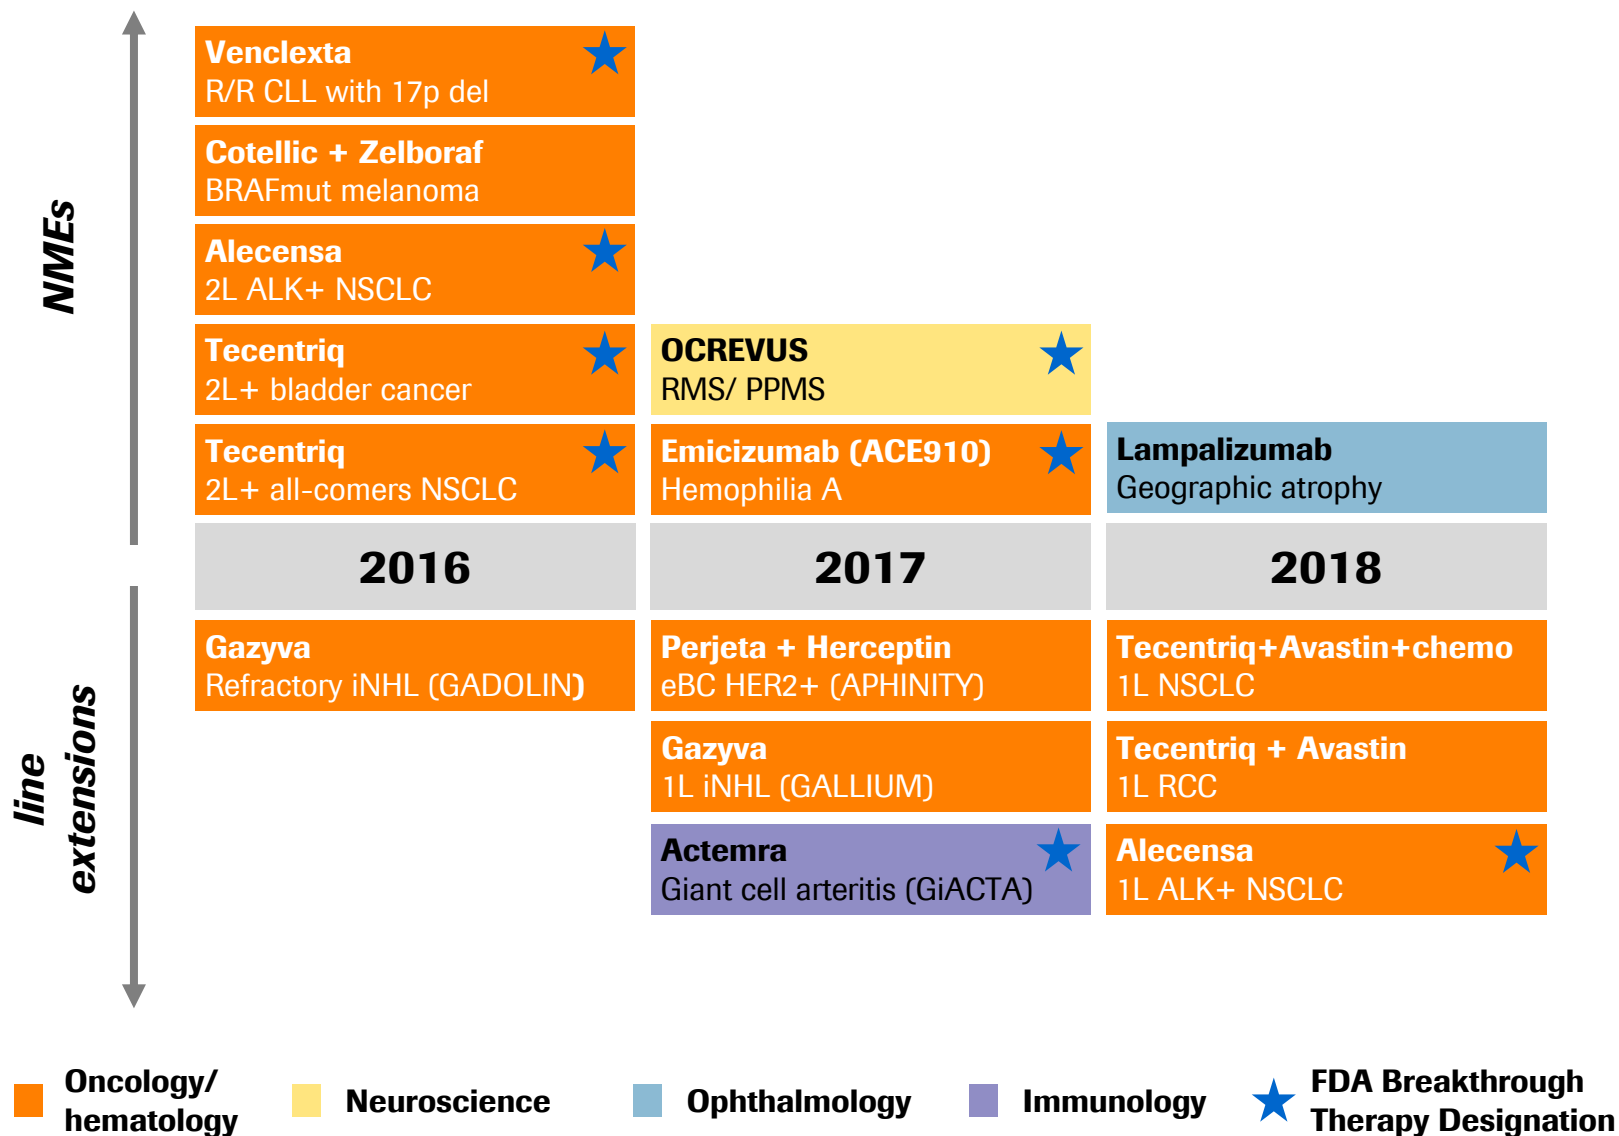 NMEs
Venclexta
R/R CLL with 17p del
Cotellic + Zelboraf
BRAFmut melanoma
Alecensa
2L ALK+ NSCLC
Tecentriq
2L+ bladder cancer
Tecentriq
2L+ all-comers NSCLC
OCREVUS
RMS/ PPMS
Emicizumab (ACE910)
Hemophilia A
Lampalizumab
Geographic atrophy
2016
2017
2018
line
extensions
Gazyva
Refractory iNHL (GADOLIN)
Perjeta + Herceptin
eBC HER2+ (APHINITY)
Gazyva
1L iNHL (GALLIUM)
Actemra
Giant cell arteritis (GiACTA)
Tecentriq+Avastin+chemo
1L NSCLC
Tecentriq + Avastin
1L RCC
Alecensa
1L ALK+ NSCLC
Oncology/
hematology
Neuroscience
Ophthalmology
Immunology
FDA Breakthrough
Therapy Designation